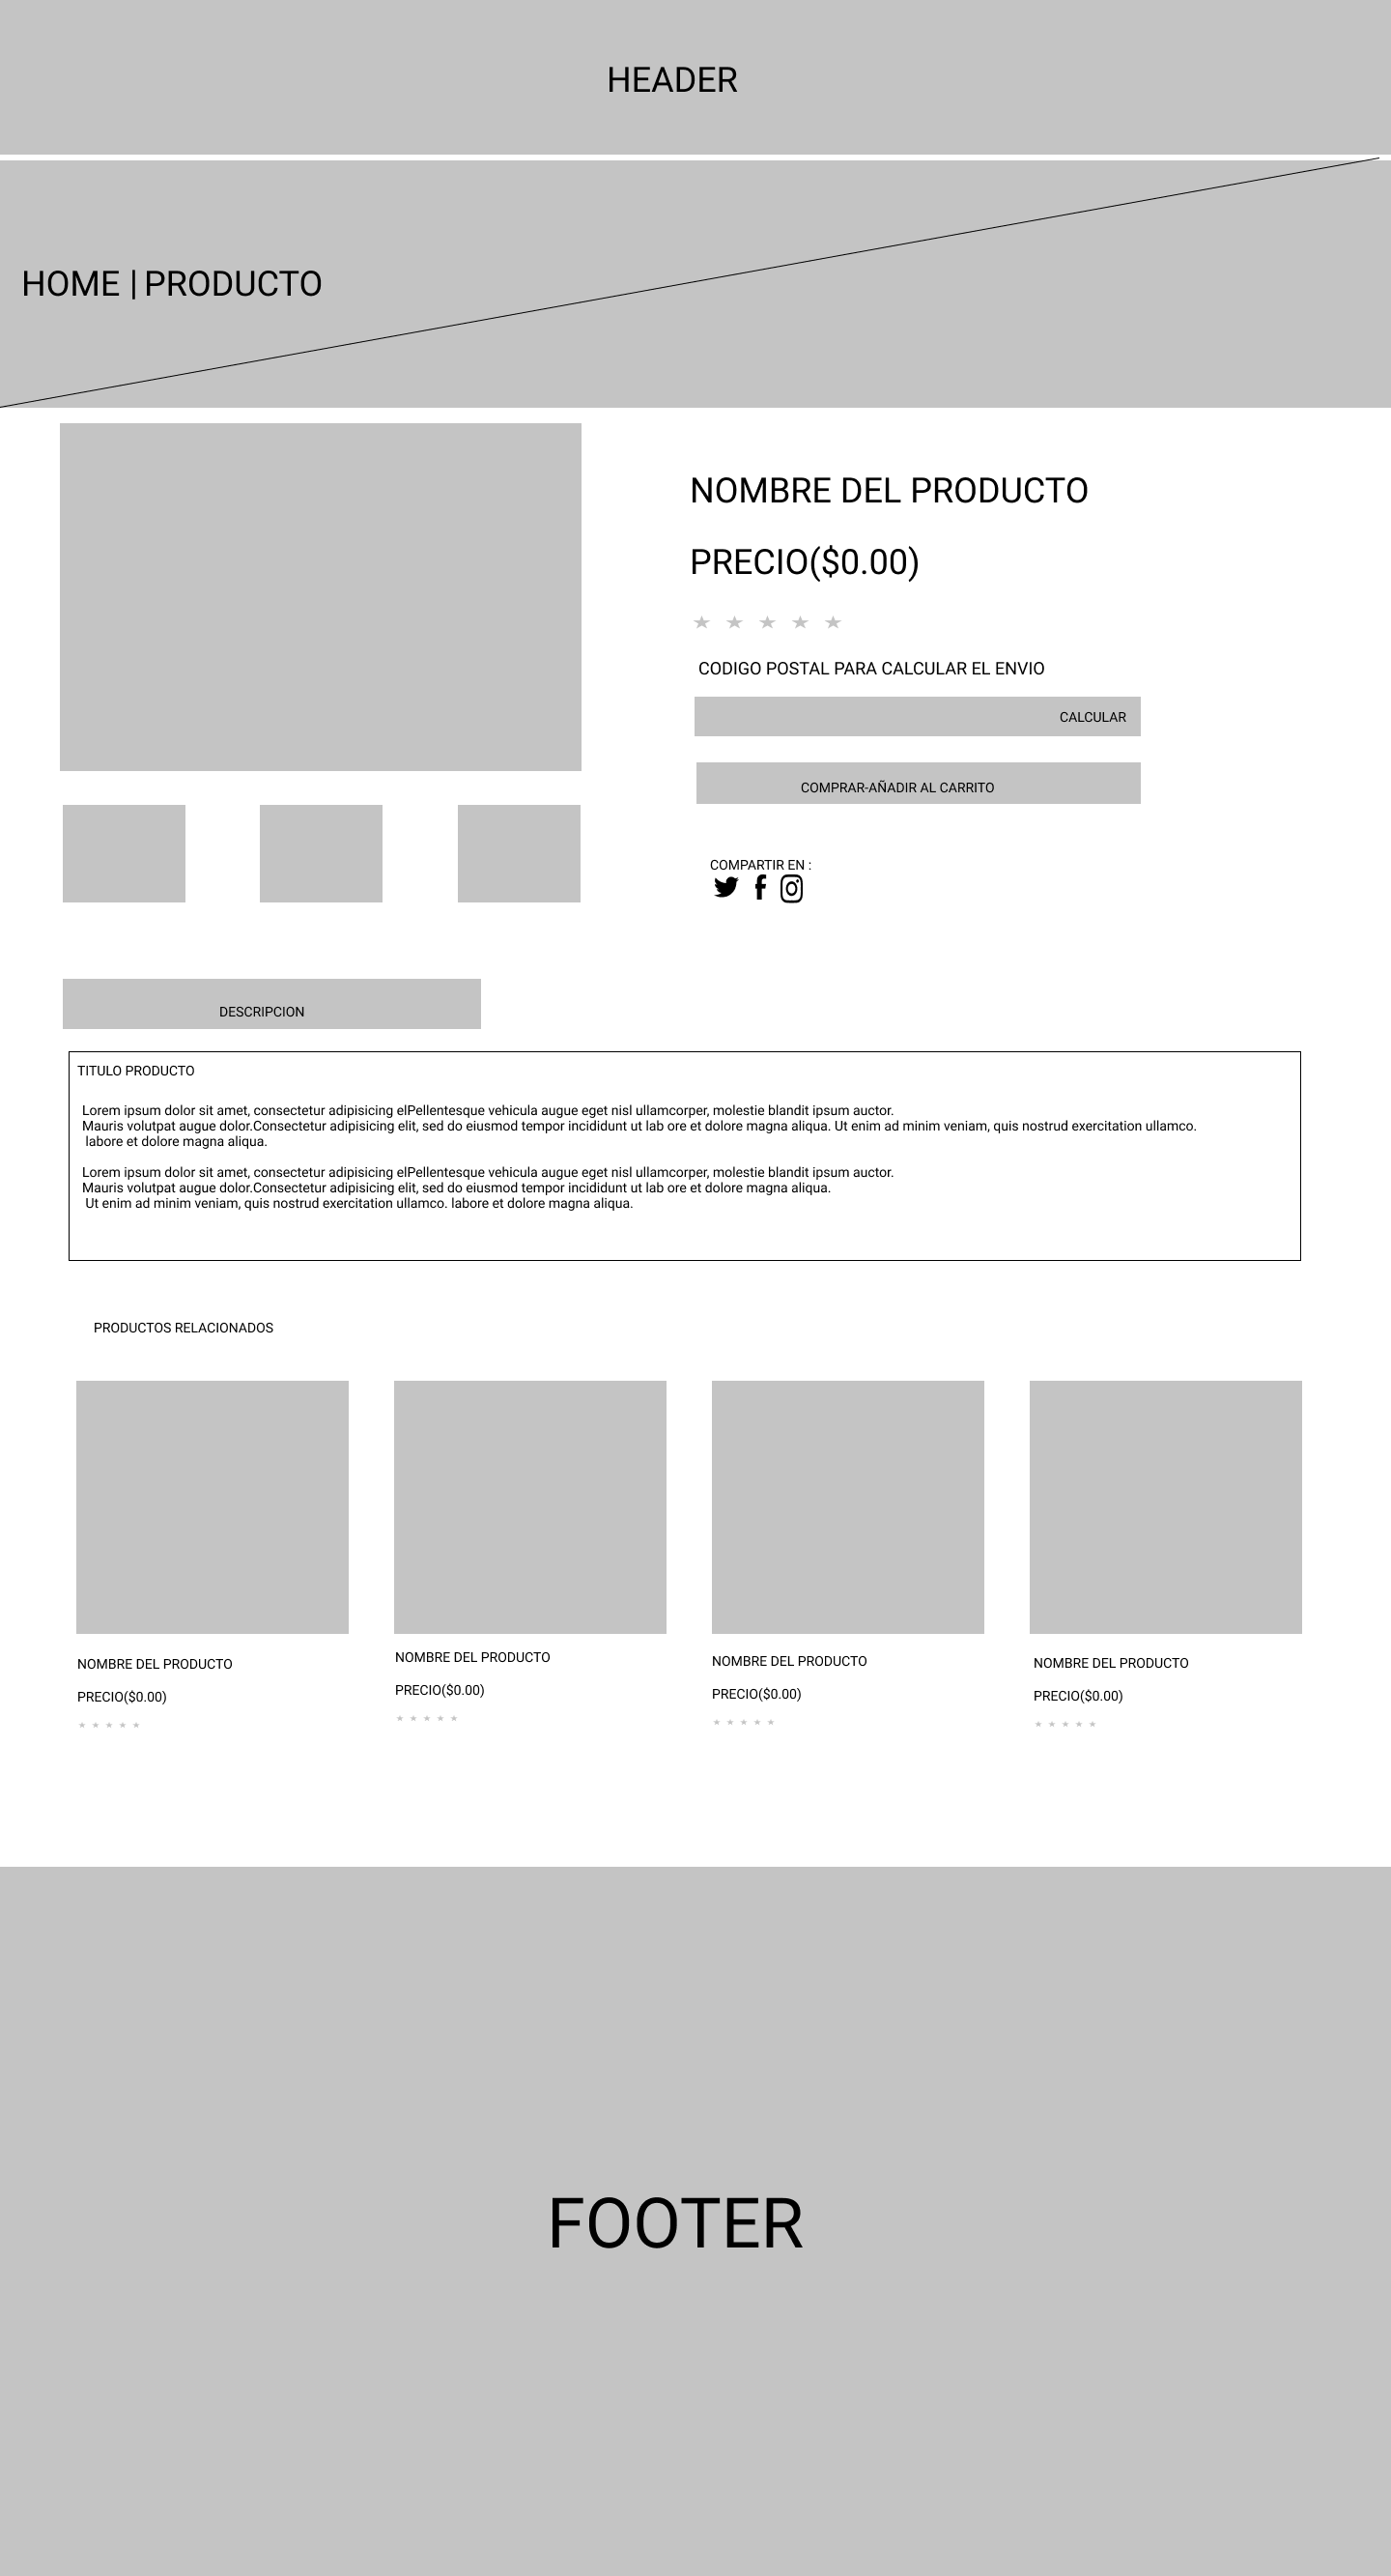 HEADER
HOME | PRODUCTO
NOMBRE DEL PRODUCTO
PRECIO($0.00)
CODIGO POSTAL PARA CALCULAR EL ENVIO
CALCULAR
COMPRAR-AÑADIR AL CARRITO
COMPARTIR EN :
DESCRIPCION
TITULO PRODUCTO
Lorem ipsum dolor sit amet, consectetur adipisicing elPellentesque vehicula augue eget nisl ullamcorper, molestie blandit ipsum auctor.
Mauris volutpat augue dolor.Consectetur adipisicing elit, sed do eiusmod tempor incididunt ut lab ore et dolore magna aliqua. Ut enim ad minim veniam, quis nostrud exercitation ullamco.
labore et dolore magna aliqua.
Lorem ipsum dolor sit amet, consectetur adipisicing elPellentesque vehicula augue eget nisl ullamcorper, molestie blandit ipsum auctor.
Mauris volutpat augue dolor.Consectetur adipisicing elit, sed do eiusmod tempor incididunt ut lab ore et dolore magna aliqua.
Ut enim ad minim veniam, quis nostrud exercitation ullamco. labore et dolore magna aliqua.
PRODUCTOS RELACIONADOS
NOMBRE DEL PRODUCTO
PRECIO($0.00)
NOMBRE DEL PRODUCTO
PRECIO($0.00)
NOMBRE DEL PRODUCTO
PRECIO($0.00)
NOMBRE DEL PRODUCTO
PRECIO($0.00)
FOOTER